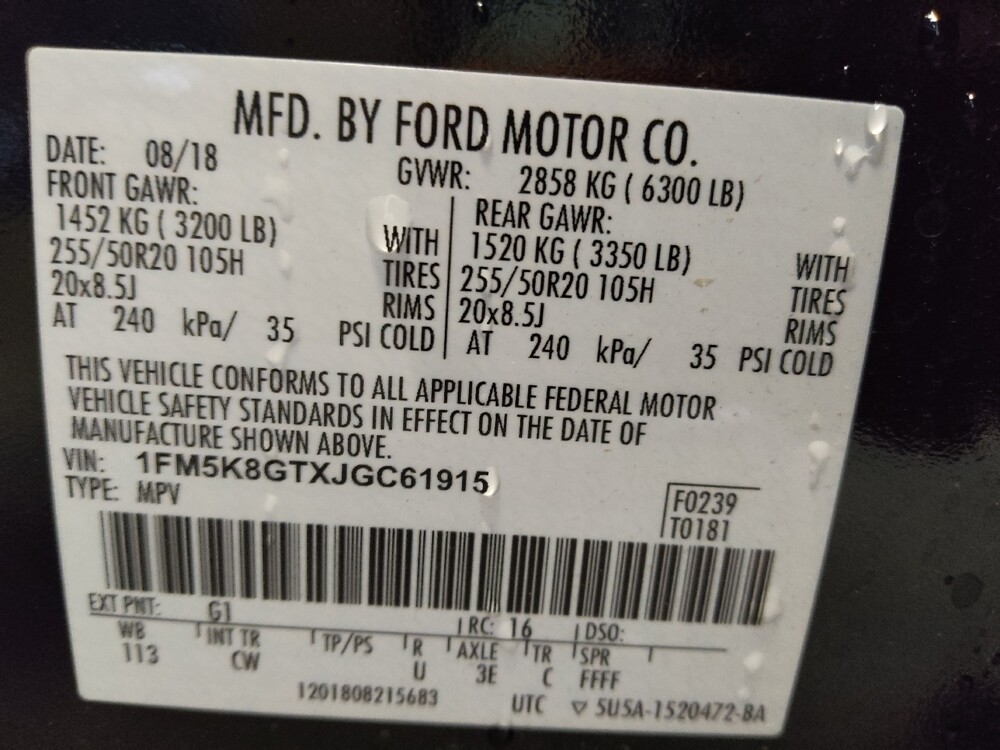 MFD. BY FORD MOTOR CO.
DATE: 08/18 GVWR: 2858 KG ( 6300 LB)
FRONT GAWR: REAR GAWR:
1452 KG ( 3200 LB) WITH 1520 KG ( 3350 LB) WITH
255/50R20 105H TIRES 255/50R20 105H TIRES
20x8.5J RIMS 20x8.5J RIMS
AT 240 kPa/ 35 PSI COLD AT 240 kPa/ 35 PSI COLD
THIS VEHICLE CONFORMS TO ALL APPLICABLE FEDERAL MOTOR
VEHICLE SAFETY STANDARDS IN EFFECT ON THE DATE OF
MANUFACTURE SHOWN ABOVE.
VIN: 1FM5K8GTXJGC61915
TYPE: MPV
F0239
T0181
EXT PNT: G1 RC: 16 DSO:
WB INT TR TP/PS R AXLE TR SPR
113 CW U 3E C FFFF
1201808215683 UTC ▽ 5U5A-1520472-BA